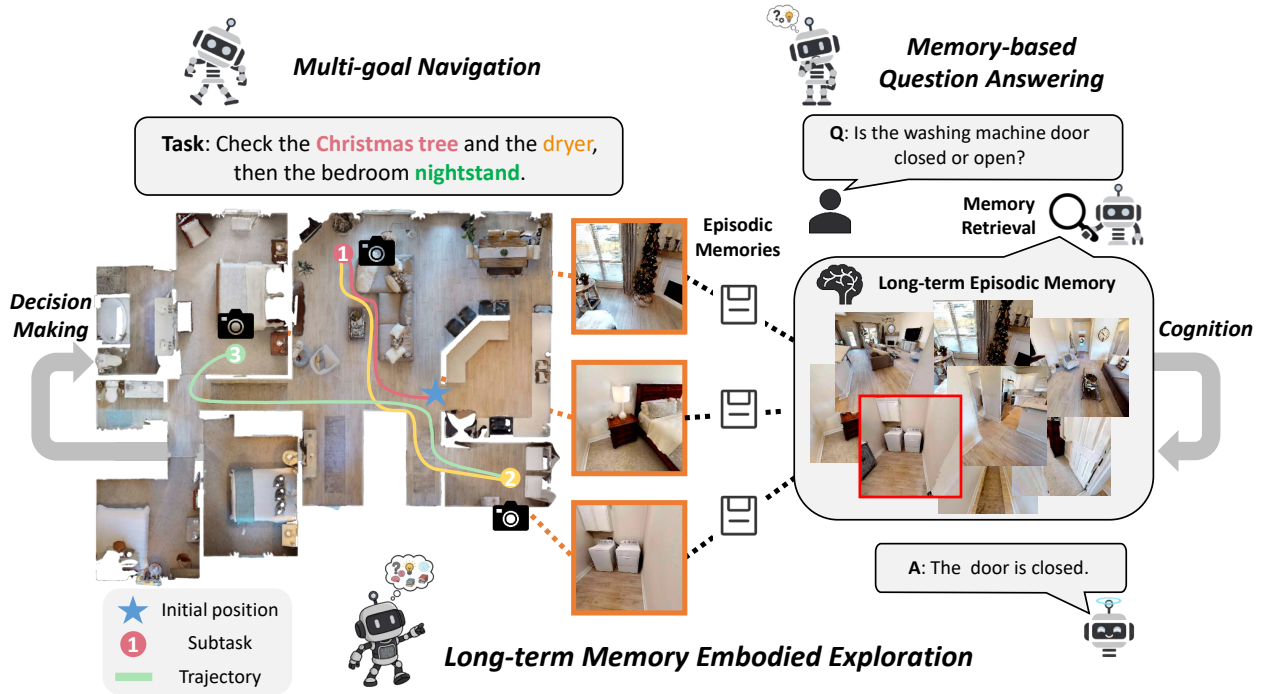 Multi-goal Navigation
Memory-based
Question Answering
Task: Check the Christmas tree and the dryer,
then the bedroom nightstand.
Q: Is the washing machine door
closed or open?
Episodic
Memories
Memory
Retrieval
Decision
Making
Long-term Episodic Memory
Cognition
1
3
2
A: The door is closed.
Initial position
1
Subtask
Trajectory
Long-term Memory Embodied Exploration